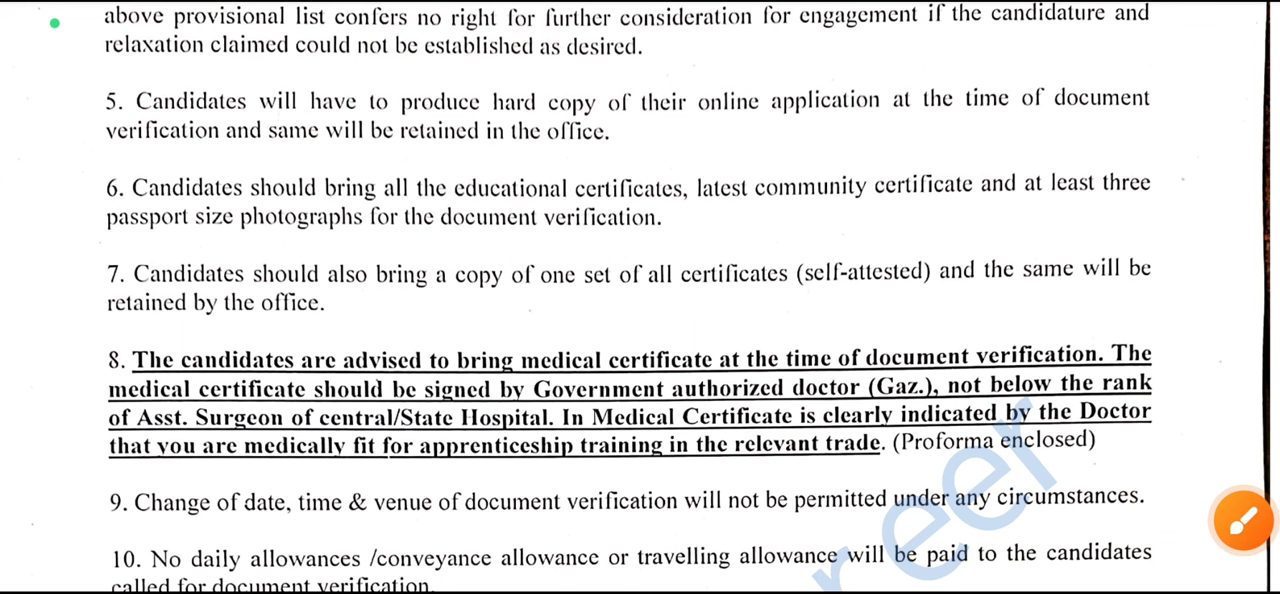 above provisional list confers no right for further consideration for engagement if the candidature and
relaxation claimed could not be established as desired.
5. Candidates will have to produce hard copy of their online application at the time of document
verification and same will be retained in the office.
6. Candidates should bring all the educational certificates, latest community certificate and at least three
passport size photographs for the document verification.
7. Candidates should also bring a copy of one set of all certificates (self-attested) and the same will be
retained by the office.
8. The candidates are advised to bring medical certificate at the time of document verification. The
medical certificate should be signed by Government authorized doctor (Gaz.), not below the rank
of Asst. Surgeon of central/State Hospital. In Medical Certificate is clearly indicated by the Doctor
that you are medically fit for apprenticeship training in the relevant trade. (Proforma enclosed)
9. Change of date, time & venue of document verification will not be permitted under any circumstances.
10. No daily allowances /conveyance allowance or travelling allowance will be paid to the candidates
called for document verification.